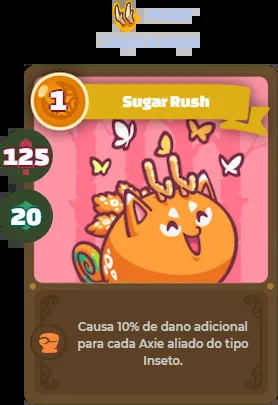 1
Sugar Rush
125
20
Causa 10% de dano adicional
para cada Axie aliado do tipo
Inseto.